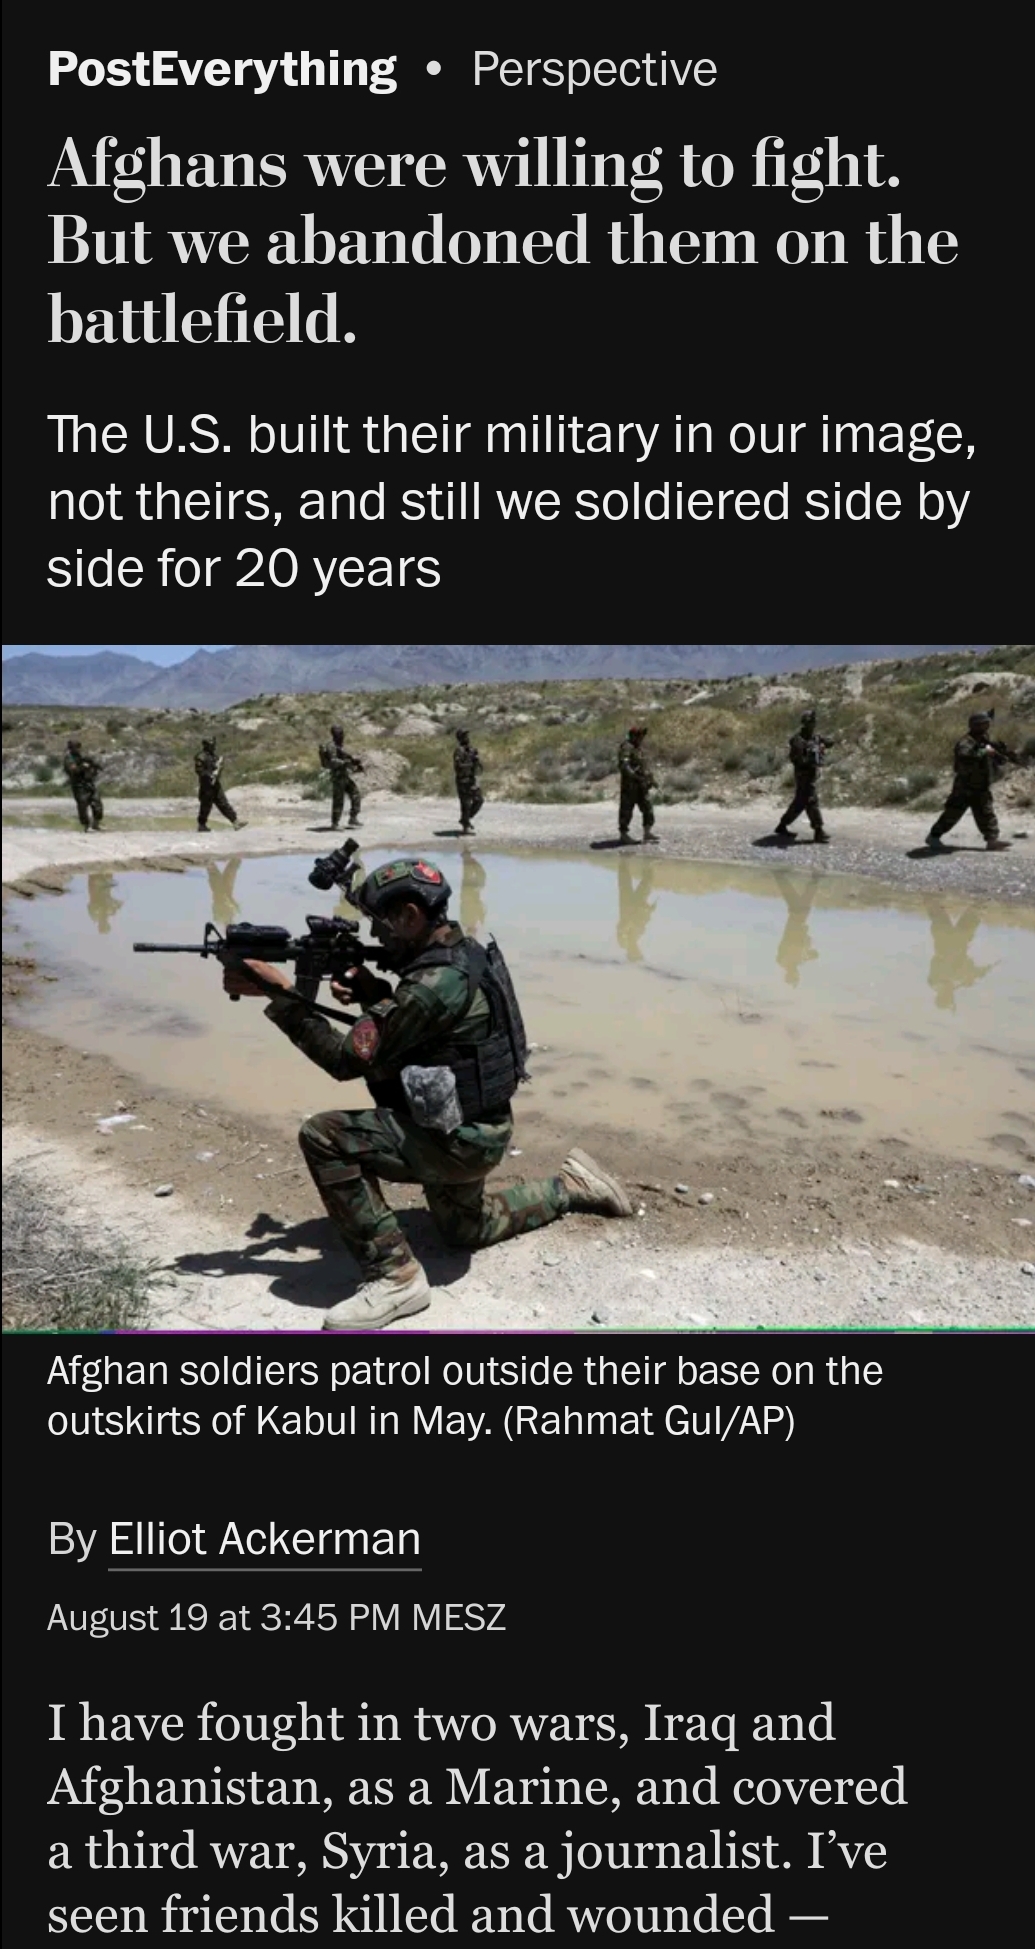 PostEverything • Perspective
Afghans were willing to fight.
But we abandoned them on the
battlefield.
The U.S. built their military in our image,
not theirs, and still we soldiered side by
side for 20 years
Afghan soldiers patrol outside their base on the
outskirts of Kabul in May. (Rahmat Gul/AP)
By Elliot Ackerman
August 19 at 3:45 PM MESZ
I have fought in two wars, Iraq and
Afghanistan, as a Marine, and covered
a third war, Syria, as a journalist. I’ve
seen friends killed and wounded —